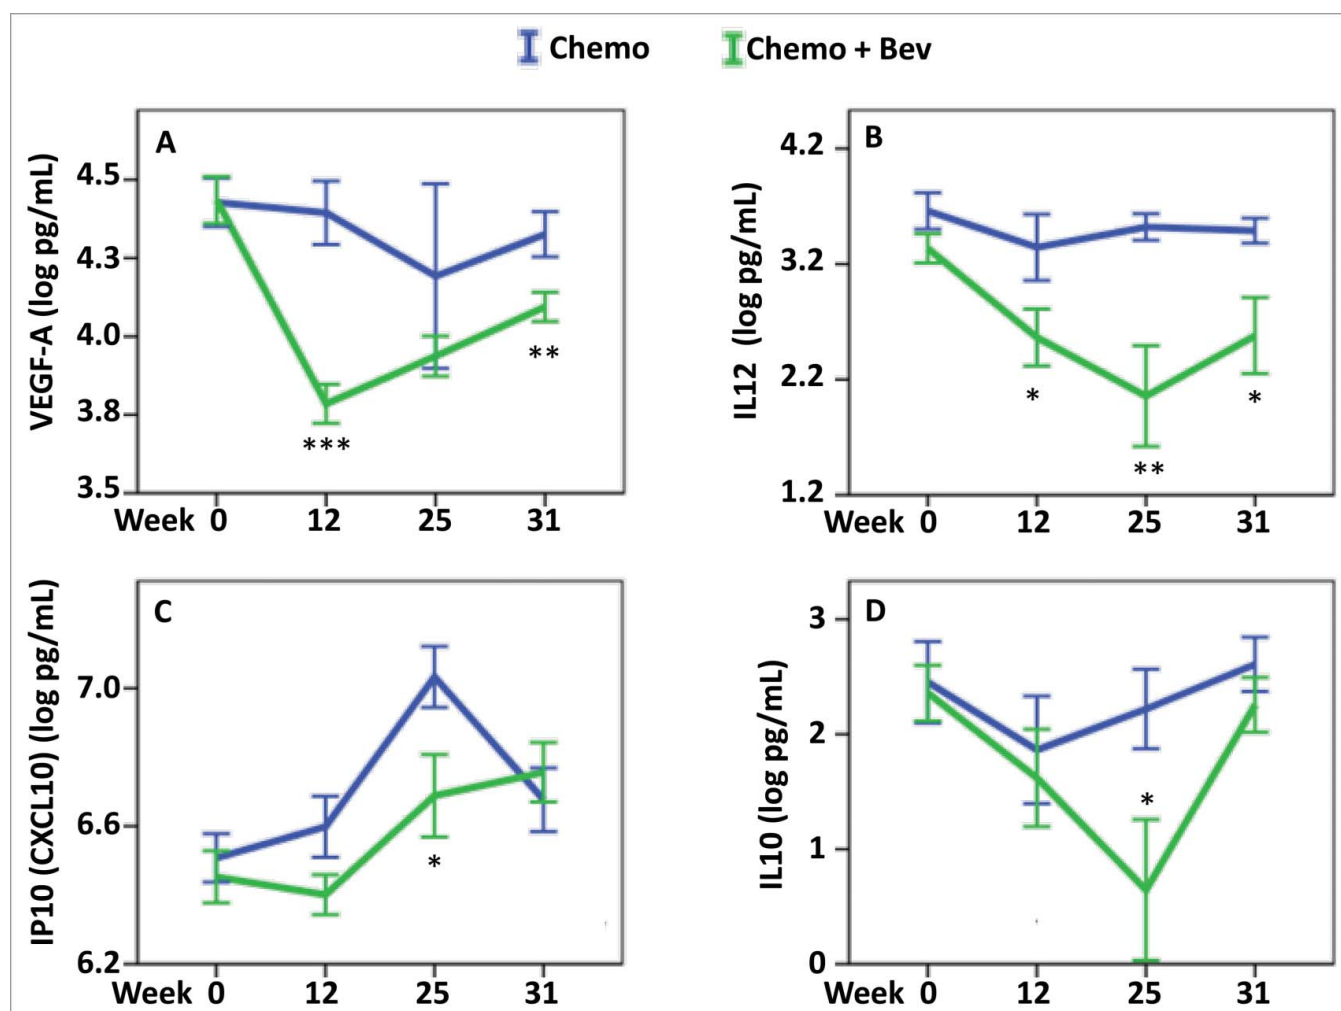 Chemo Chemo + Bev
A
VEGF-A (log pg/mL)
4.5
4.3
4.0
3.8
3.5
***
**
Week 0 12 25 31
B
IL12 (log pg/mL)
4.2
3.2
2.2
1.2
*
**
*
Week 0 12 25 31
C
IP10 (CXCL10) (log pg/mL)
7.0
6.6
6.2
*
Week 0 12 25 31
D
IL10 (log pg/mL)
3
2
1
0
*
Week 0 12 25 31